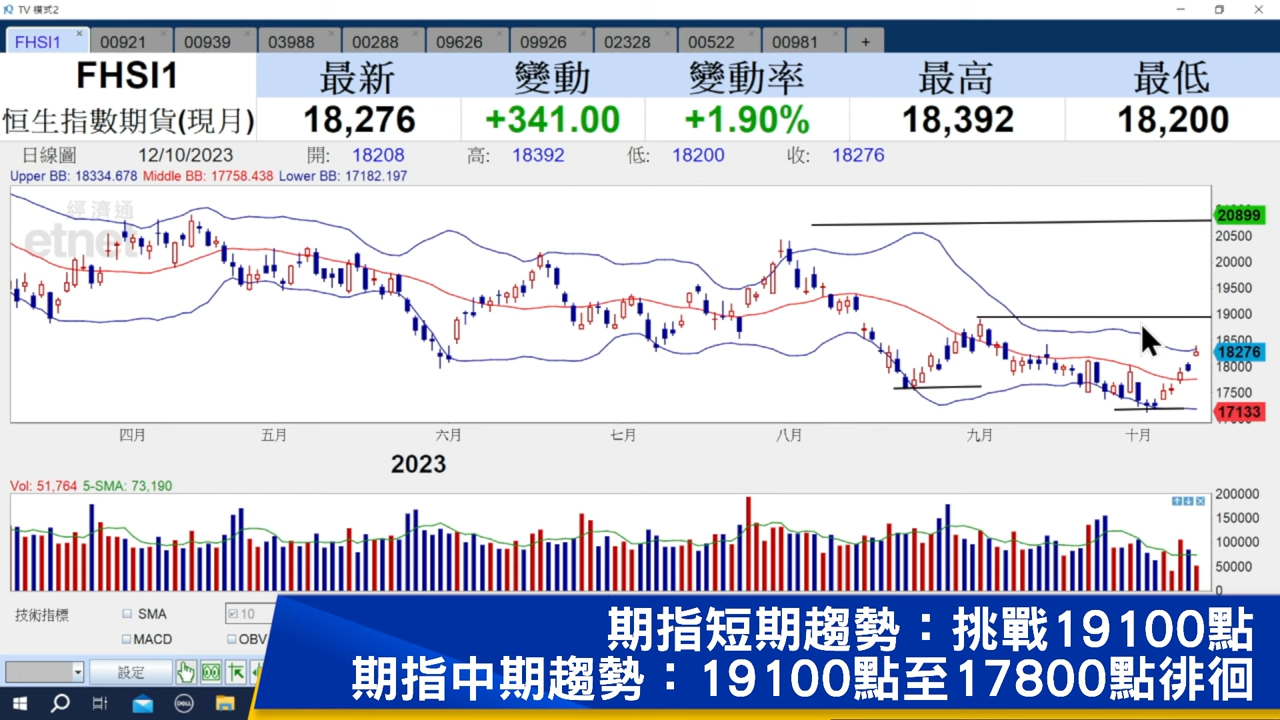 TV 模式2
FHSI1 00921 00939 03988 00288 09626 09926 02328 00522 00981 +
FHSI1 最新 變動 變動率 最高 最低
恒生指數期貨(現月) 18,276 +341.00 +1.90% 18,392 18,200
日線圖 12/10/2023 開: 18208 高: 18392 低: 18200 收: 18276
Upper BB: 18334.678 Middle BB: 17758.438 Lower BB: 17182.197
經濟通
etnet
20899
20500
20000
19500
19000
18500
18276
18000
17500
17133
四月 五月 六月 七月 八月 九月 十月
2023
Vol: 51,764 5-SMA: 73,190
200000
150000
100000
50000
0
技術指標 SMA 10
MACD OBV
設定
期指短期趨勢：挑戰19100點
期指中期趨勢：19100點至17800點徘徊
DELL